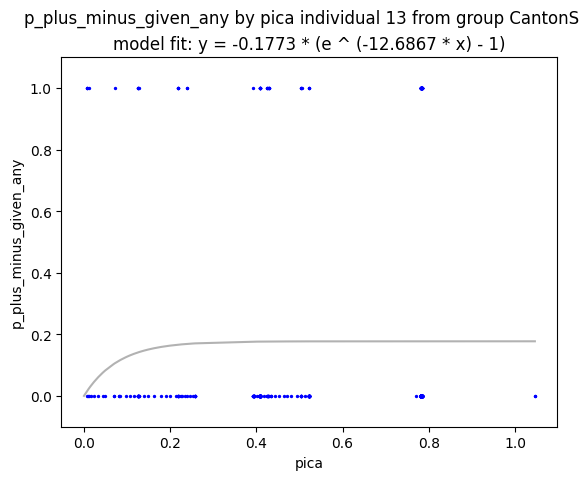 p_plus_minus_given_any by pica individual 13 from group CantonS
model fit: y = -0.1773 * (e ^ (-12.6867 * x) - 1)
p_plus_minus_given_any
1.0
0.8
0.6
0.4
0.2
0.0
0.0 0.2 0.4 0.6 0.8 1.0
pica